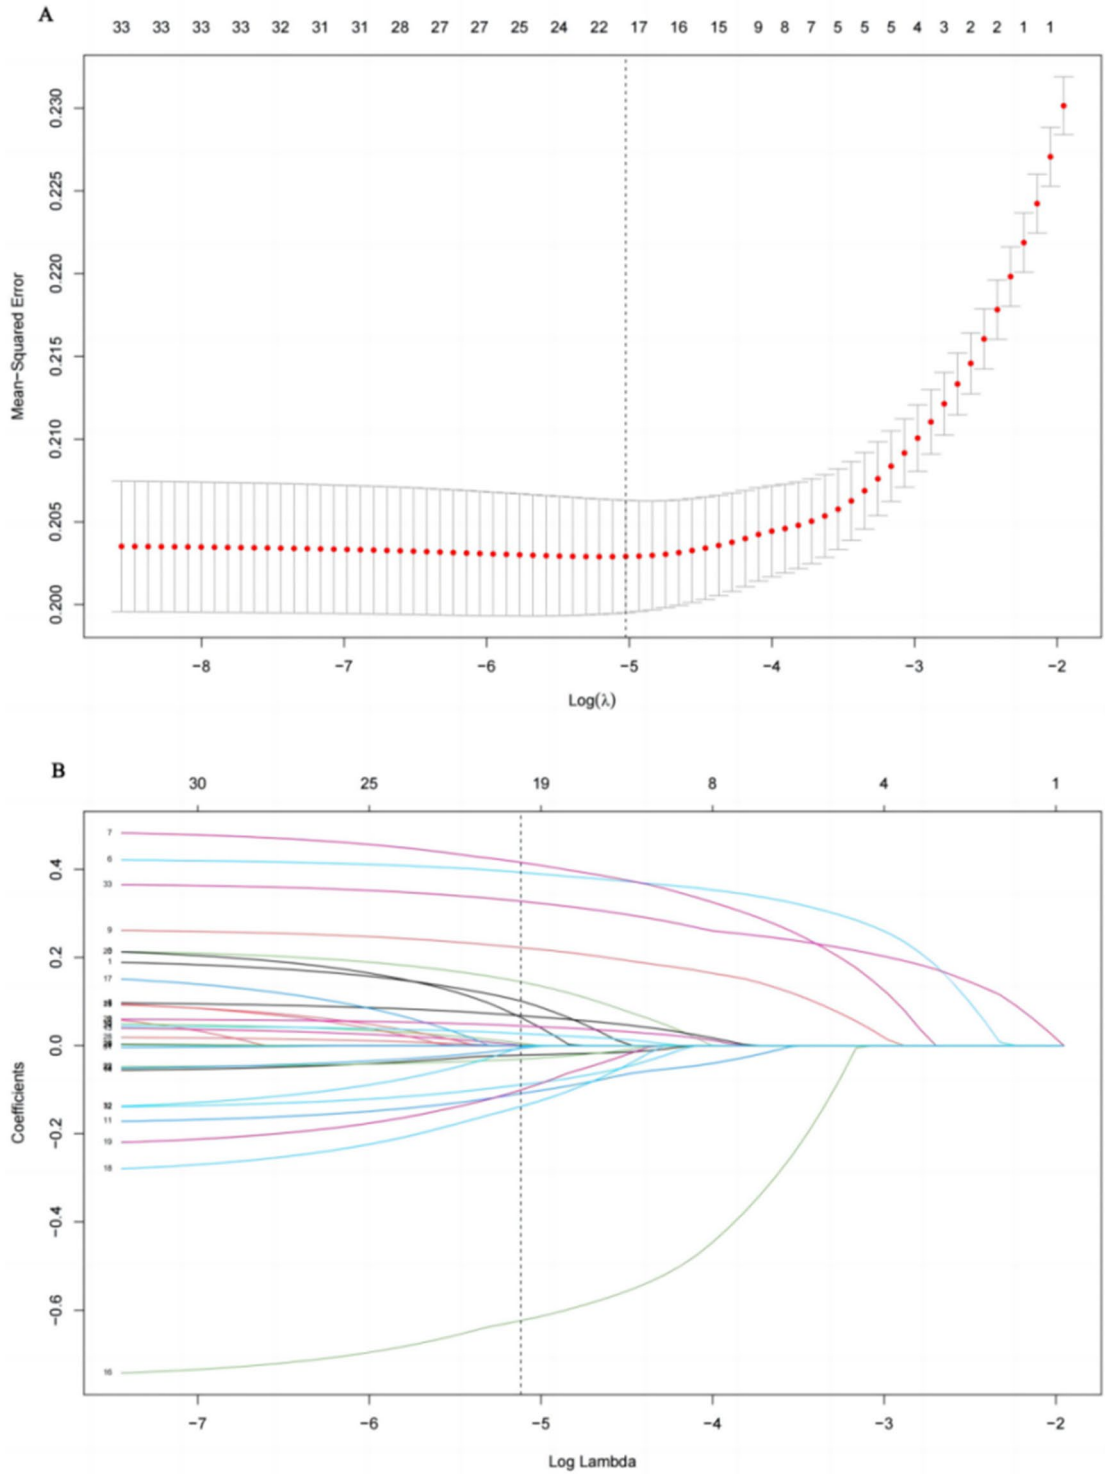 A
33 33 33 33 32 31 31 28 27 27 25 24 22 17 16 15 9 8 7 5 5 5 4 3 2 2 1 1
0.230
0.225
0.220
0.215
0.210
0.205
0.200
Mean−Squared Error
−8 −7 −6 −5 −4 −3 −2
Log(λ)
B
30 25 19 8 4 1
0.4
0.2
0.0
−0.2
−0.4
−0.6
Coefficients
7
6
33
9
1
17
11
19
18
16
−7 −6 −5 −4 −3 −2
Log Lambda